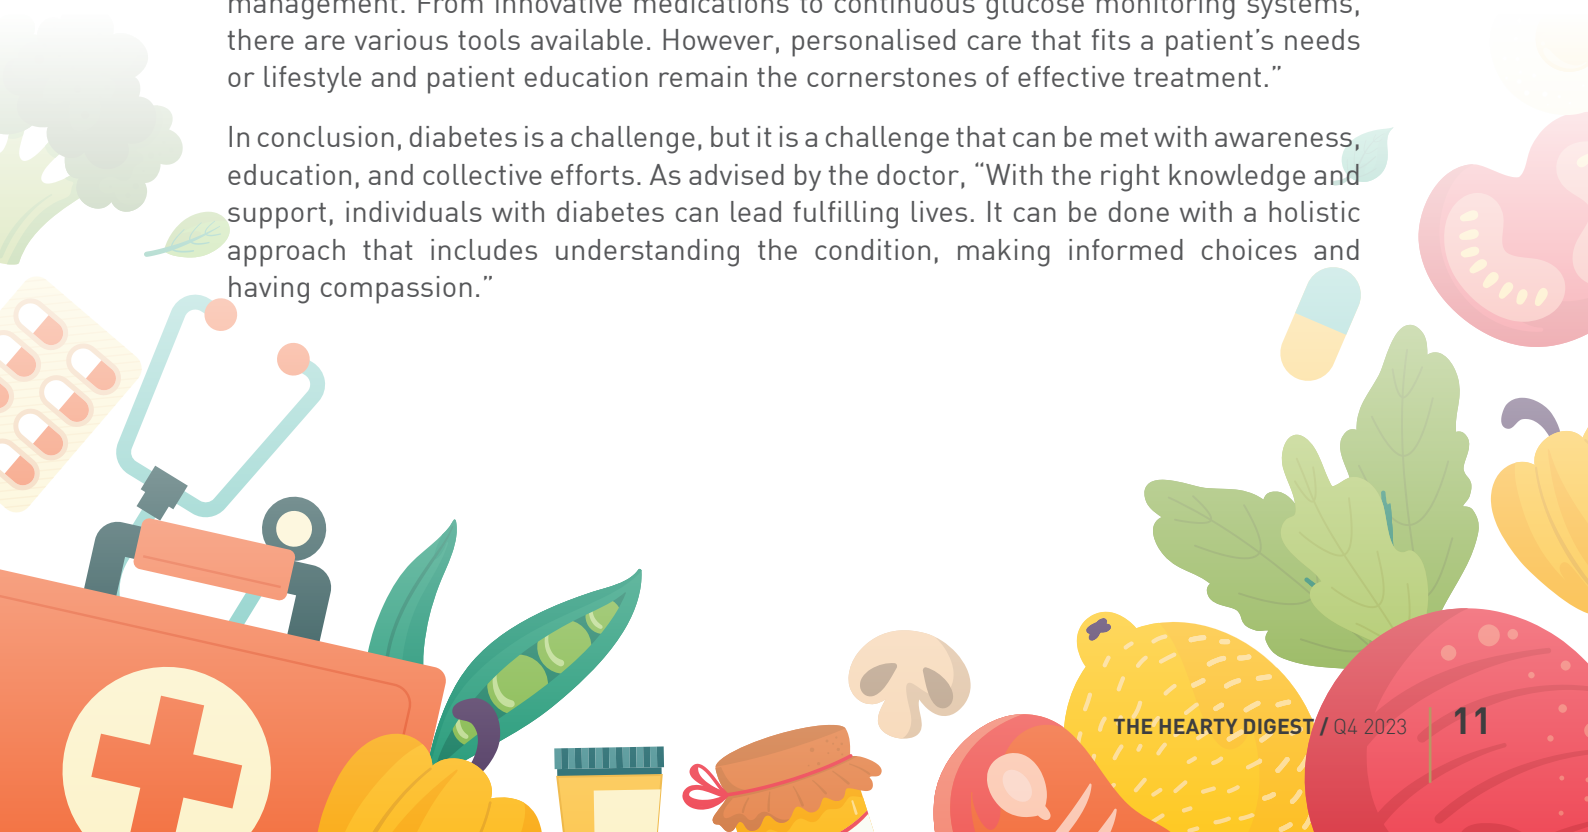 management. From innovative medications to continuous glucose monitoring systems,
there are various tools available. However, personalised care that fits a patient’s needs
or lifestyle and patient education remain the cornerstones of effective treatment.”
In conclusion, diabetes is a challenge, but it is a challenge that can be met with awareness,
education, and collective efforts. As advised by the doctor, “With the right knowledge and
support, individuals with diabetes can lead fulfilling lives. It can be done with a holistic
approach that includes understanding the condition, making informed choices and
having compassion.”
THE HEARTY DIGEST / Q4 2023 11